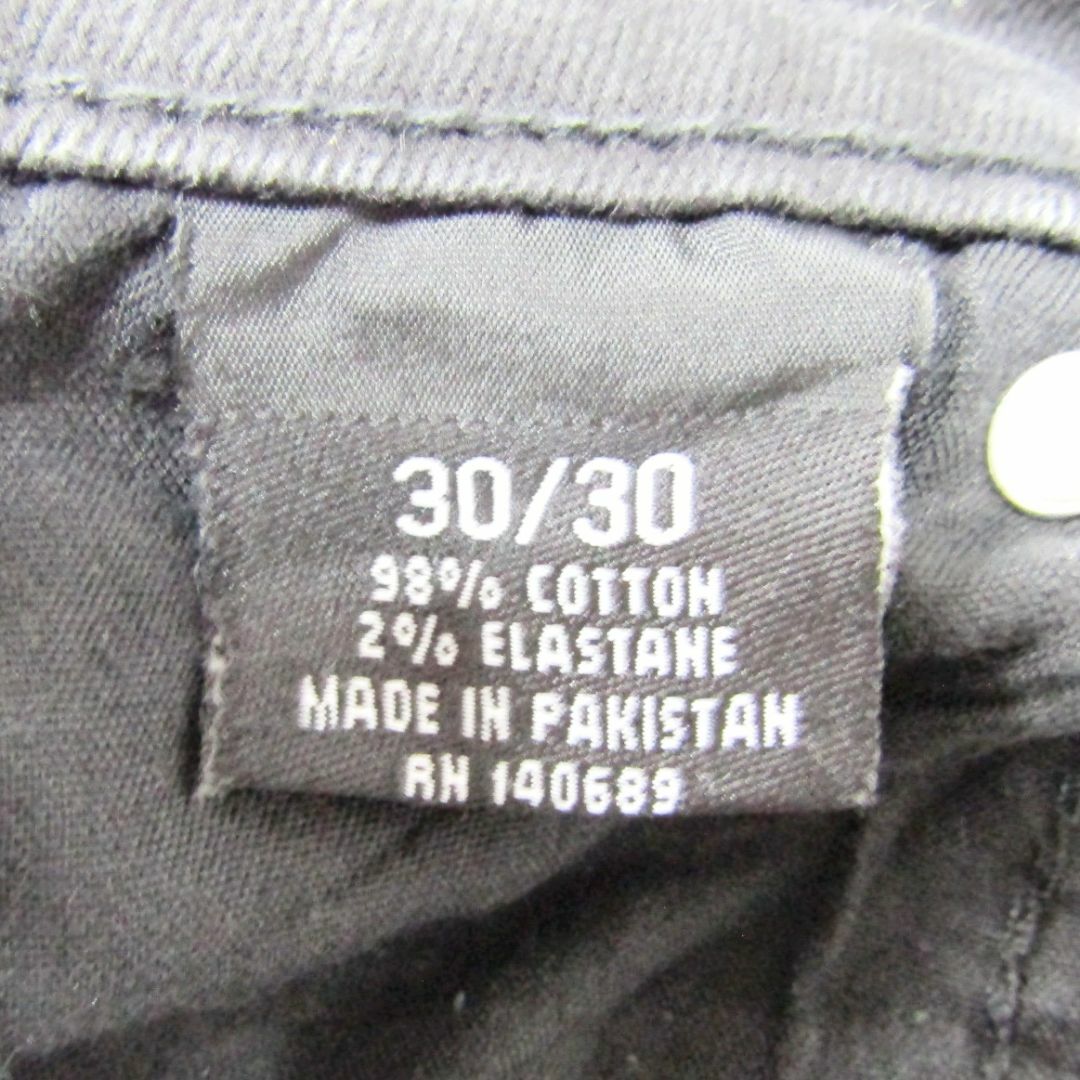 30/30
98% COTTON
2% ELASTANE
MADE IN PAKISTAN
RN 140689